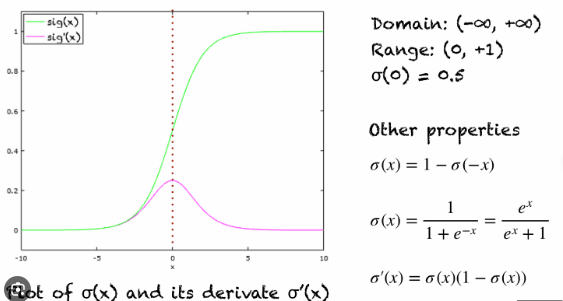 sig(x)
sig'(x)
1
0.8
0.6
0.4
0.2
0
-10
-5
0
5
10
x
Plot of σ(x) and its derivate σ'(x)
Domain: (-∞, +∞)
Range: (0, +1)
σ(0) = 0.5
Other properties
σ(x) = 1 − σ(−x)
σ(x) = 1 / (1 + e^{−x}) = e^x / (e^x + 1)
σ'(x) = σ(x)(1 − σ(x))